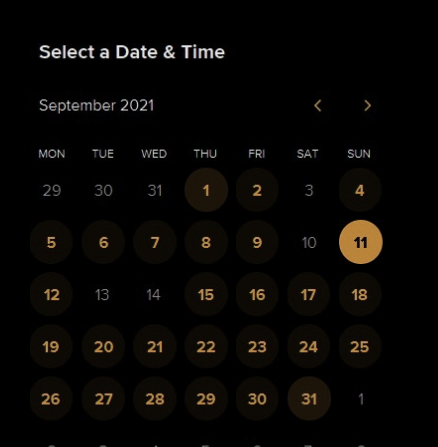 Select a Date & Time
September 2021
MON TUE WED THU FRI SAT SUN
29 30 31 1 2 3 4
5 6 7 8 9 10 11
12 13 14 15 16 17 18
19 20 21 22 23 24 25
26 27 28 29 30 31 1